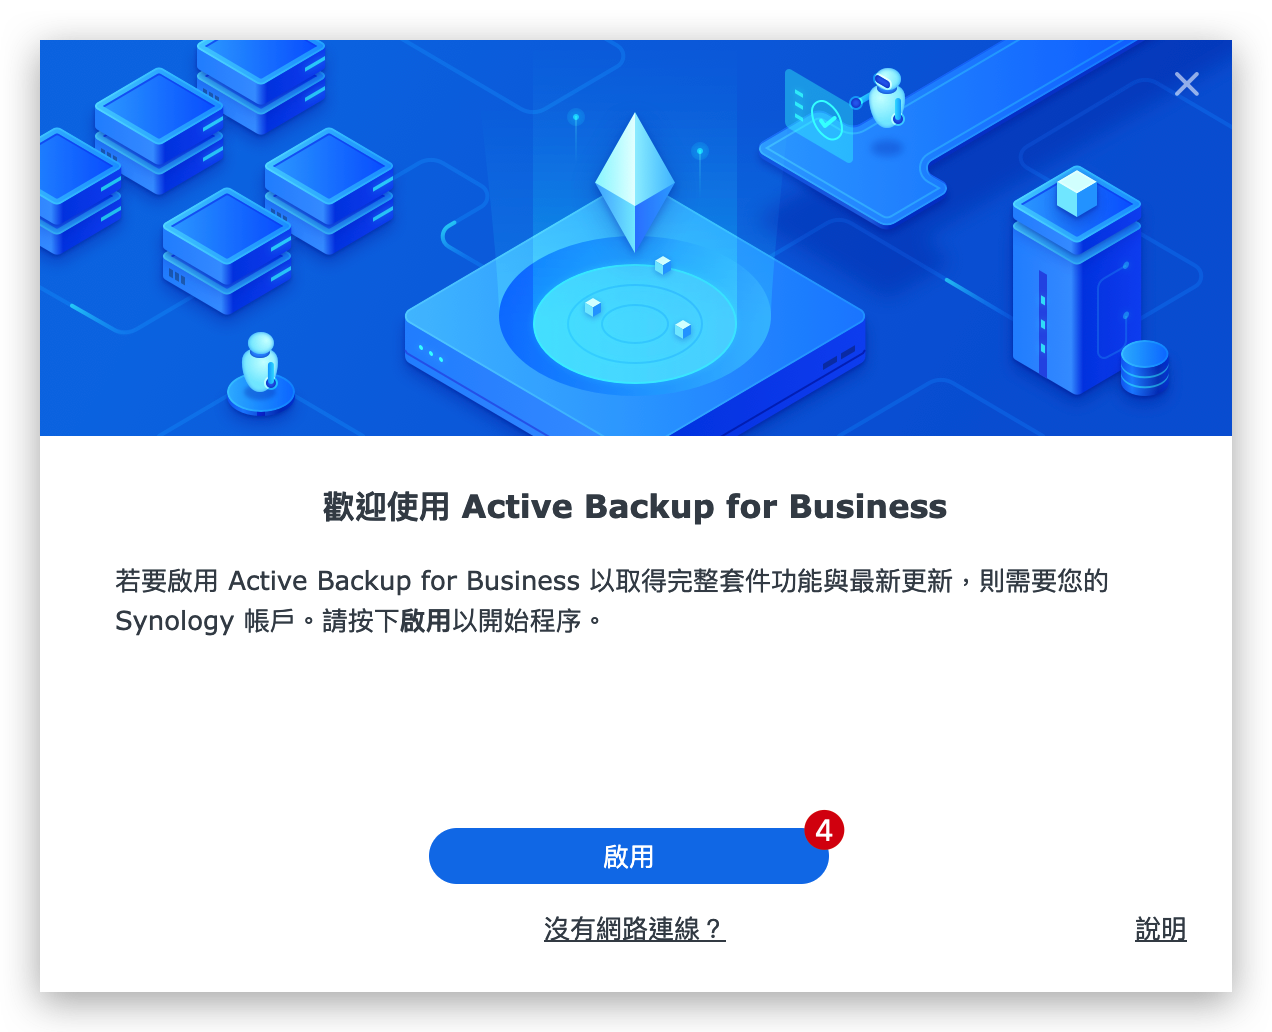 歡迎使用 Active Backup for Business
若要啟用 Active Backup for Business 以取得完整套件功能與最新更新，則需要您的
Synology 帳戶。請按下啟用以開始程序。
4
啟用
沒有網路連線？
說明